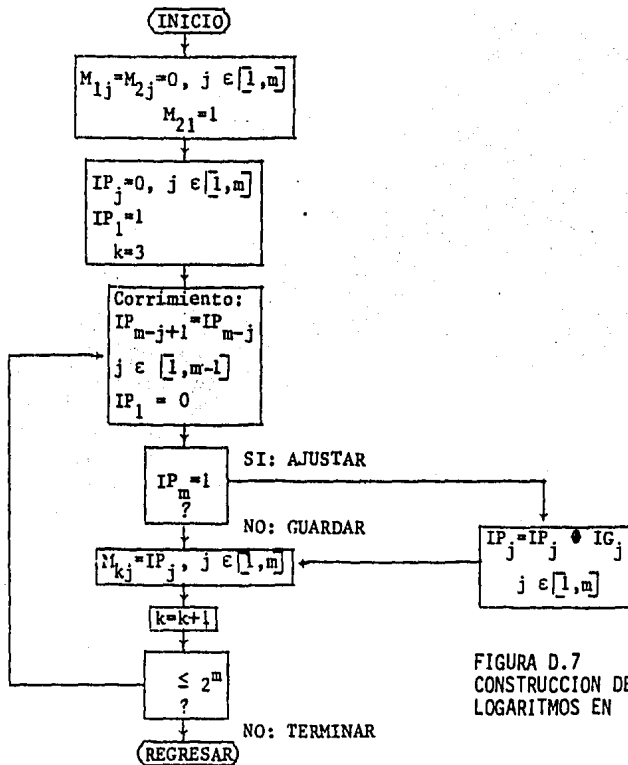 INICIO
M1j=M2j=0, j ε[1,m]
M21=1
IPj=0, j ε[1,m]
IP1=1
k=3
Corrimiento:
IPm-j+1=IPm-j
j ε [1,m-1]
IP1 = 0
IPm=1
?
SI: AJUSTAR
NO: GUARDAR
IPj=IPj ⊕ IGj
j ε[1,m]
Mkj=IPj, j ε[1,m]
k=k+1
≤ 2^m
?
NO: TERMINAR
REGRESAR
FIGURA D.7
CONSTRUCCION DE
LOGARITMOS EN